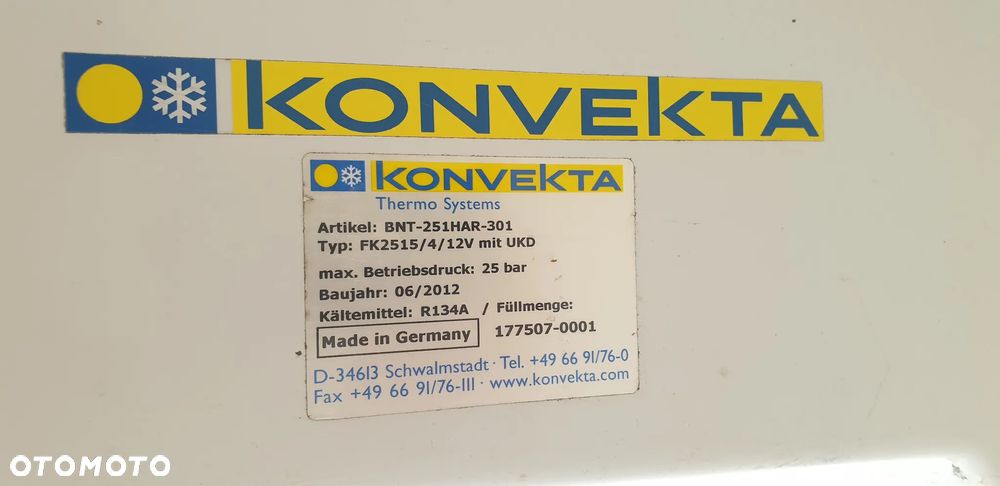 KONVEKTA
KONVEKTA
Thermo Systems
Artikel: BNT-251HAR-301
Typ: FK2515/4/12V mit UKD
max. Betriebsdruck: 25 bar
Baujahr: 06/2012
Kältemittel: R134A / Füllmenge:
Made in Germany 177507-0001
D-34613 Schwalmstadt · Tel. +49 66 91/76-0
Fax +49 66 91/76-111 · www.konvekta.com
OTOMOTO